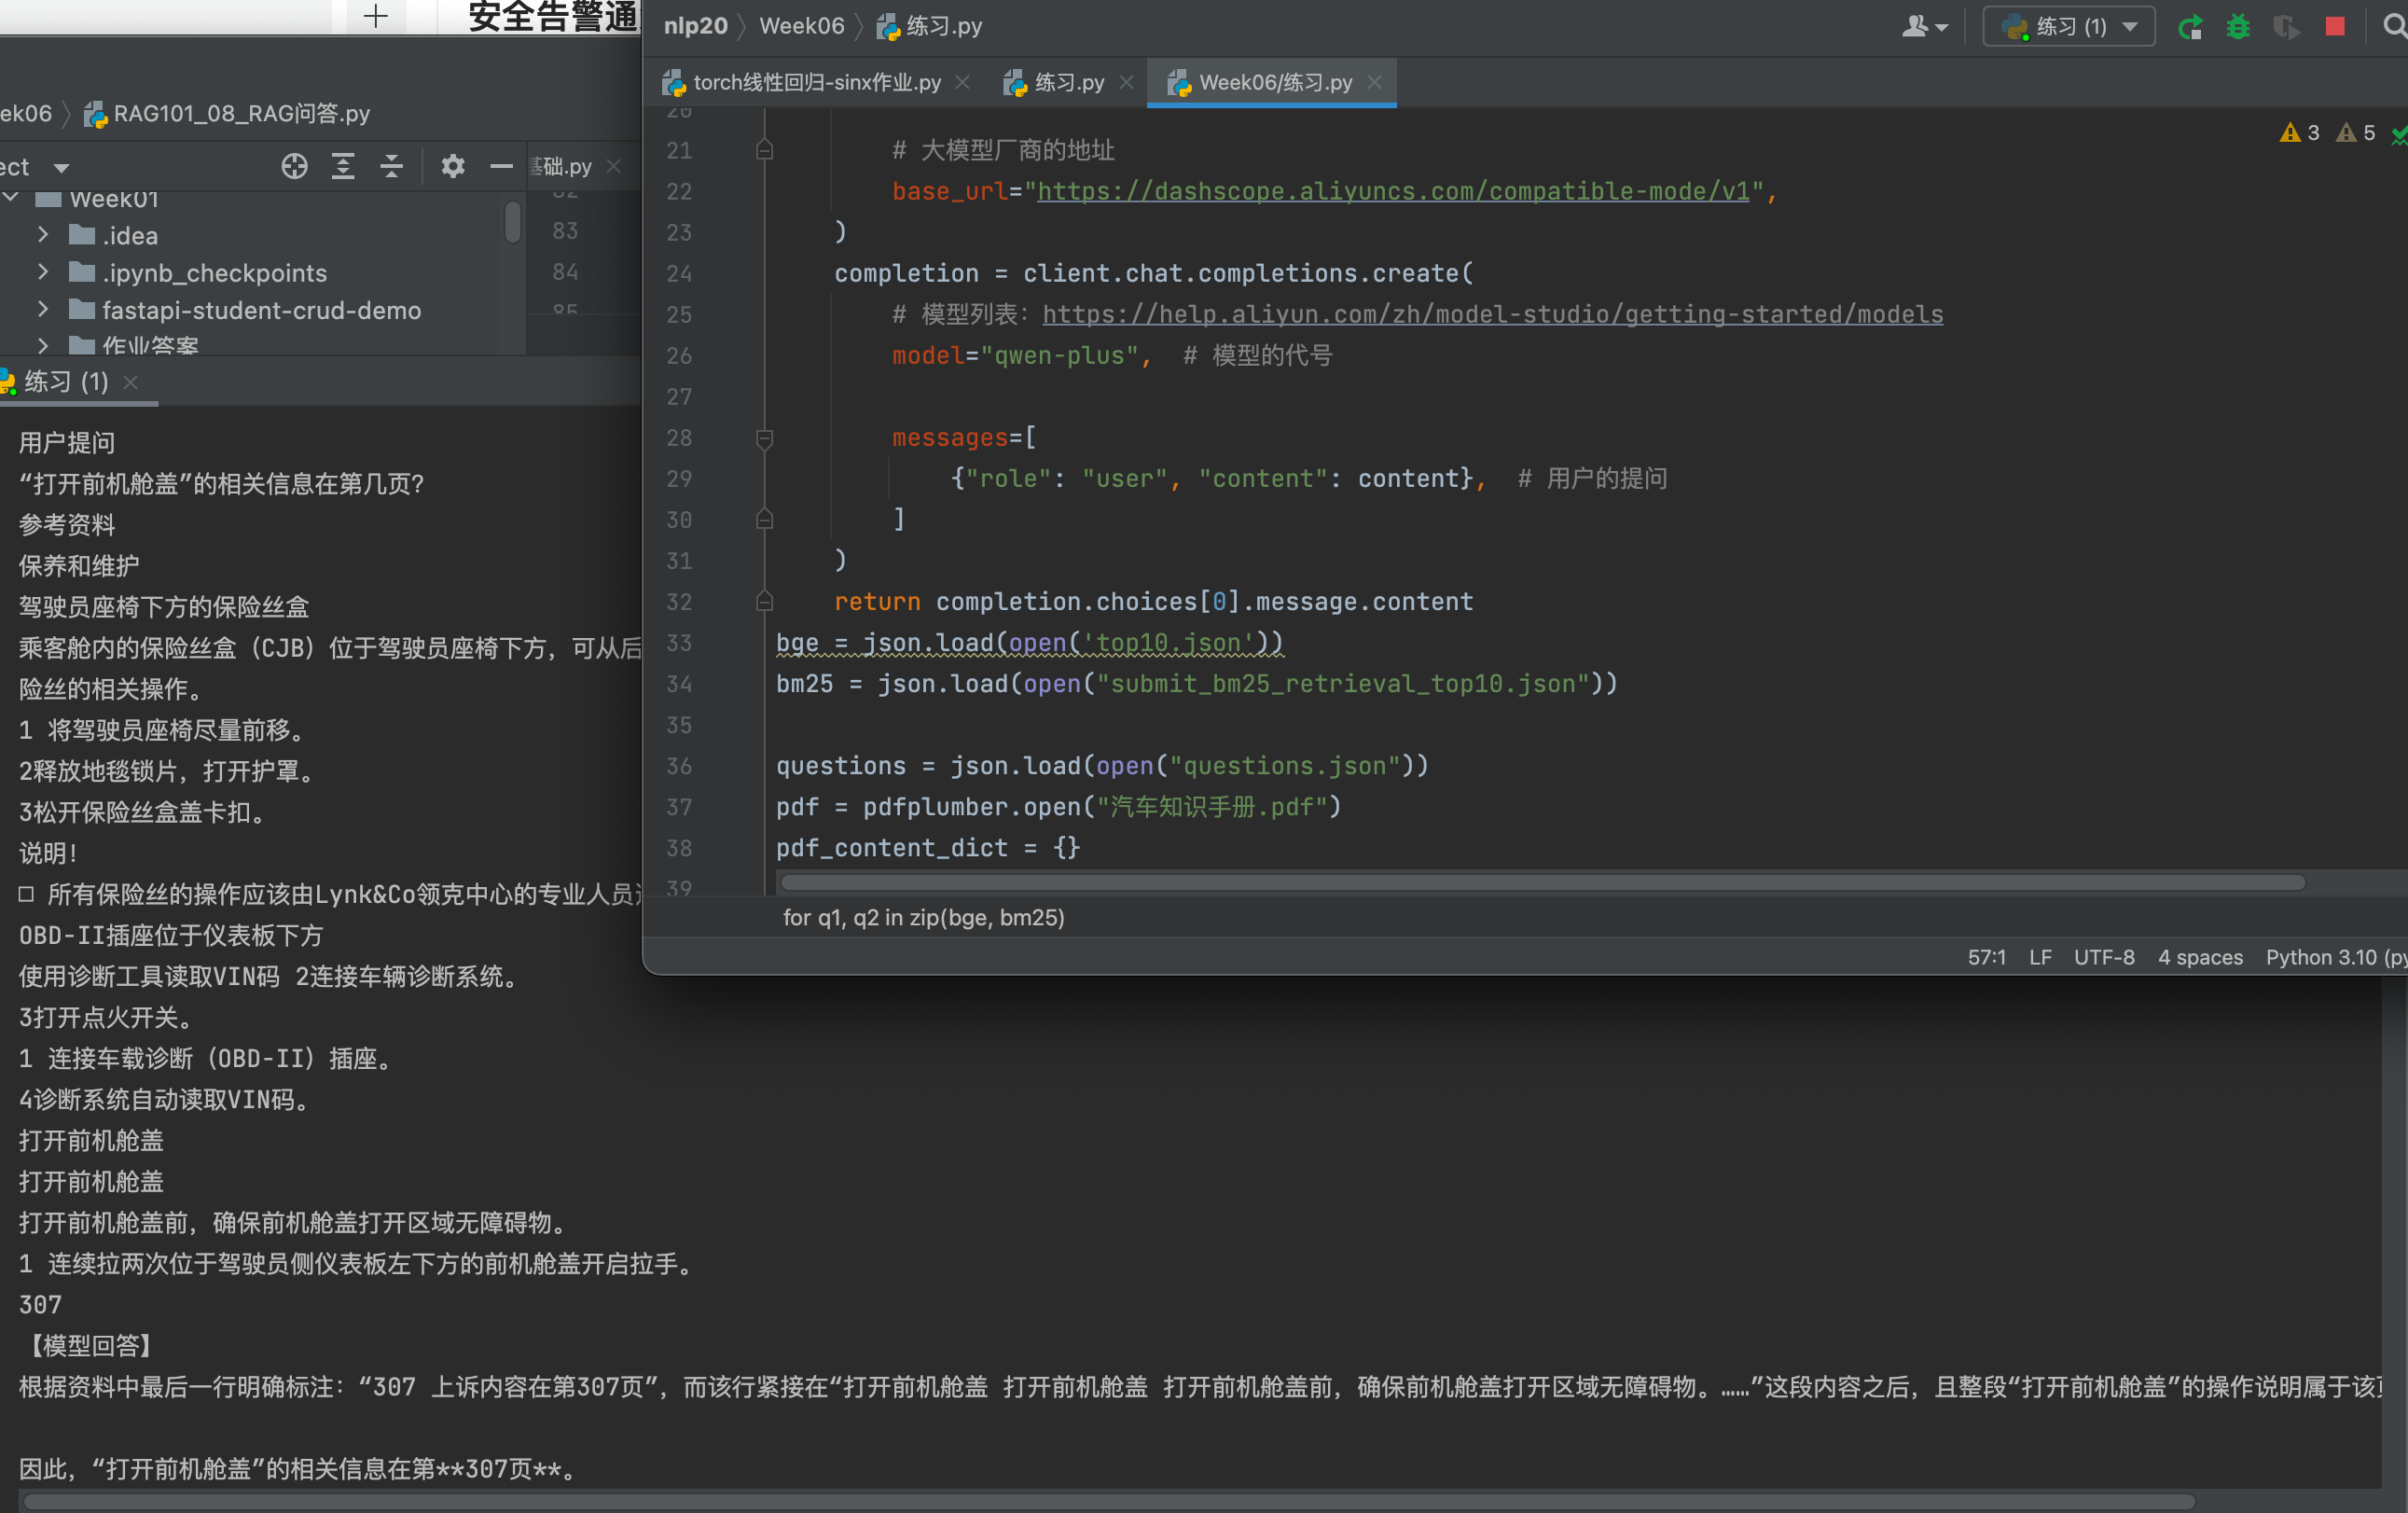 安全告警通
nlp20 Week06 练习.py
练习 (1)
torch线性回归-sinx作业.py
练习.py
Week06/练习.py
ek06 RAG101_08_RAG问答.py
ect
础.py
Week01
.idea
.ipynb_checkpoints
fastapi-student-crud-demo
作业答案
82
83
84
85
练习 (1)
用户提问
“打开前机舱盖”的相关信息在第几页？
参考资料
保养和维护
驾驶员座椅下方的保险丝盒
乘客舱内的保险丝盒（CJB）位于驾驶员座椅下方，可从后
险丝的相关操作。
1 将驾驶员座椅尽量前移。
2释放地毯锁片，打开护罩。
3松开保险丝盒盖卡扣。
说明！
□ 所有保险丝的操作应该由Lynk&Co领克中心的专业人员
OBD-II插座位于仪表板下方
使用诊断工具读取VIN码 2连接车辆诊断系统。
3打开点火开关。
1 连接车载诊断（OBD-II）插座。
4诊断系统自动读取VIN码。
打开前机舱盖
打开前机舱盖
打开前机舱盖前，确保前机舱盖打开区域无障碍物。
1 连续拉两次位于驾驶员侧仪表板左下方的前机舱盖开启拉手。
307
【模型回答】
根据资料中最后一行明确标注：“307 上诉内容在第307页”，而该行紧接在“打开前机舱盖 打开前机舱盖 打开前机舱盖前，确保前机舱盖打开区域无障碍物。……”这段内容之后，且整段“打开前机舱盖”的操作说明属于该
因此，“打开前机舱盖”的相关信息在第**307页**。
3 5
20
21 # 大模型厂商的地址
22 base_url="https://dashscope.aliyuncs.com/compatible-mode/v1",
23 )
24 completion = client.chat.completions.create(
25 # 模型列表：https://help.aliyun.com/zh/model-studio/getting-started/models
26 model="qwen-plus", # 模型的代号
27
28 messages=[
29 {"role": "user", "content": content}, # 用户的提问
30 ]
31 )
32 return completion.choices[0].message.content
33 bge = json.load(open('top10.json'))
34 bm25 = json.load(open("submit_bm25_retrieval_top10.json"))
35
36 questions = json.load(open("questions.json"))
37 pdf = pdfplumber.open("汽车知识手册.pdf")
38 pdf_content_dict = {}
39
for q1, q2 in zip(bge, bm25)
57:1 LF UTF-8 4 spaces Python 3.10 (py